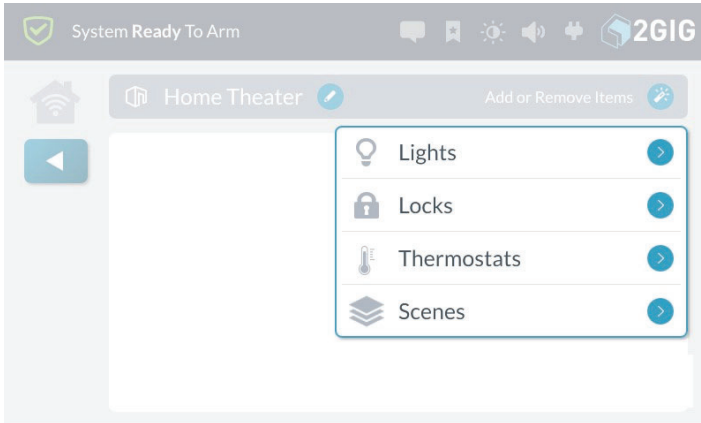 System Ready To Arm
2GIG
Home Theater
Add or Remove Items
Lights
Locks
Thermostats
Scenes